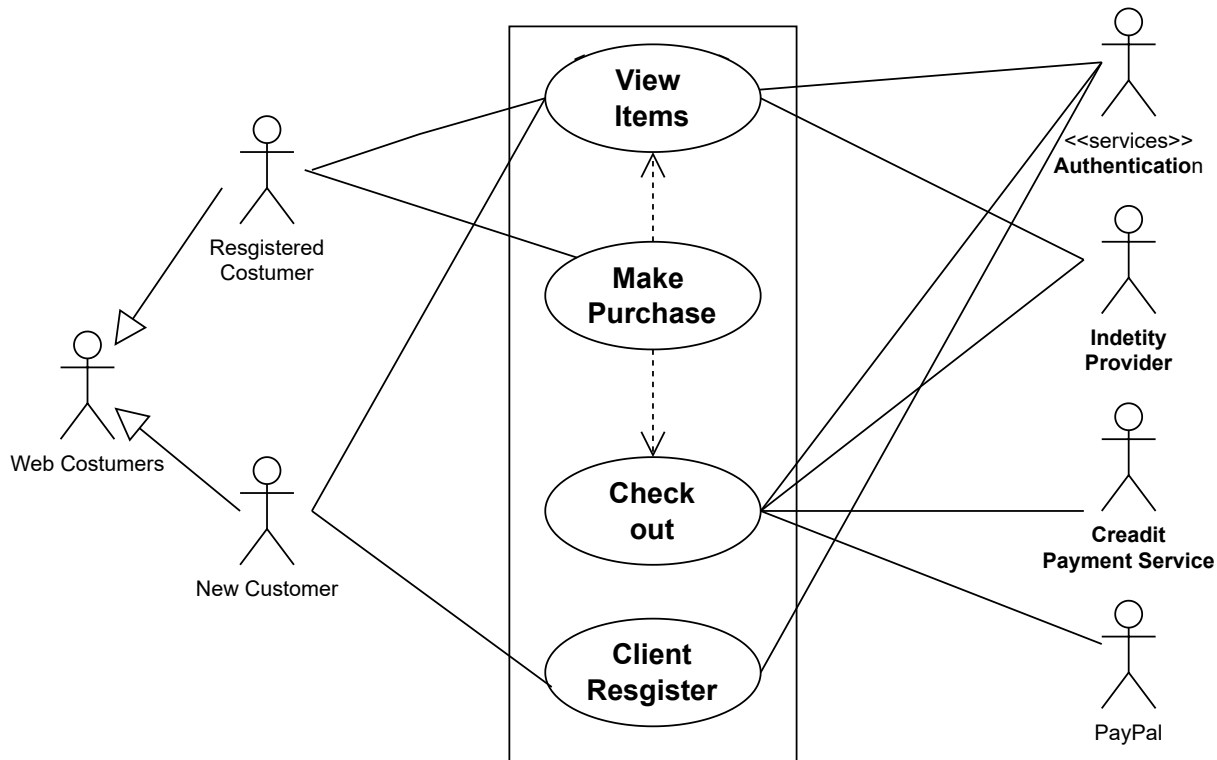 View
Items
<<services>>
Authentication
Resgistered
Costumer
Make
Purchase
Indetity
Provider
Web Costumers
Check
out
Creadit
Payment Service
New Customer
Client
Resgister
PayPal